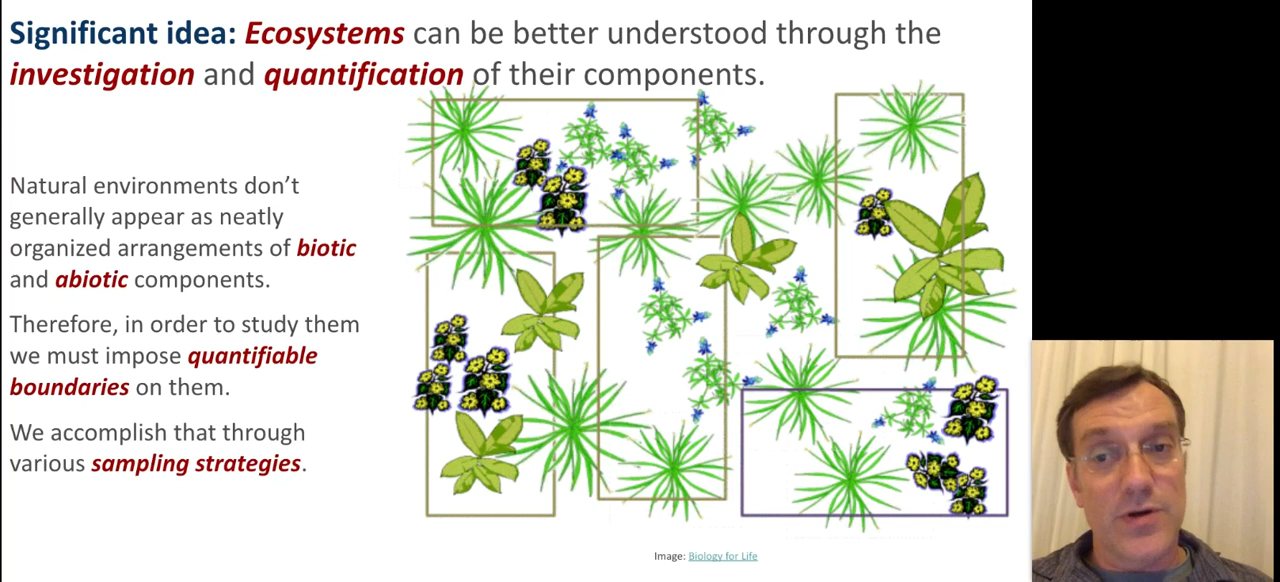 Significant idea: Ecosystems can be better understood through the
investigation and quantification of their components.
Natural environments don't
generally appear as neatly
organized arrangements of biotic
and abiotic components.
Therefore, in order to study them
we must impose quantifiable
boundaries on them.
We accomplish that through
various sampling strategies.
Image: Biology for Life